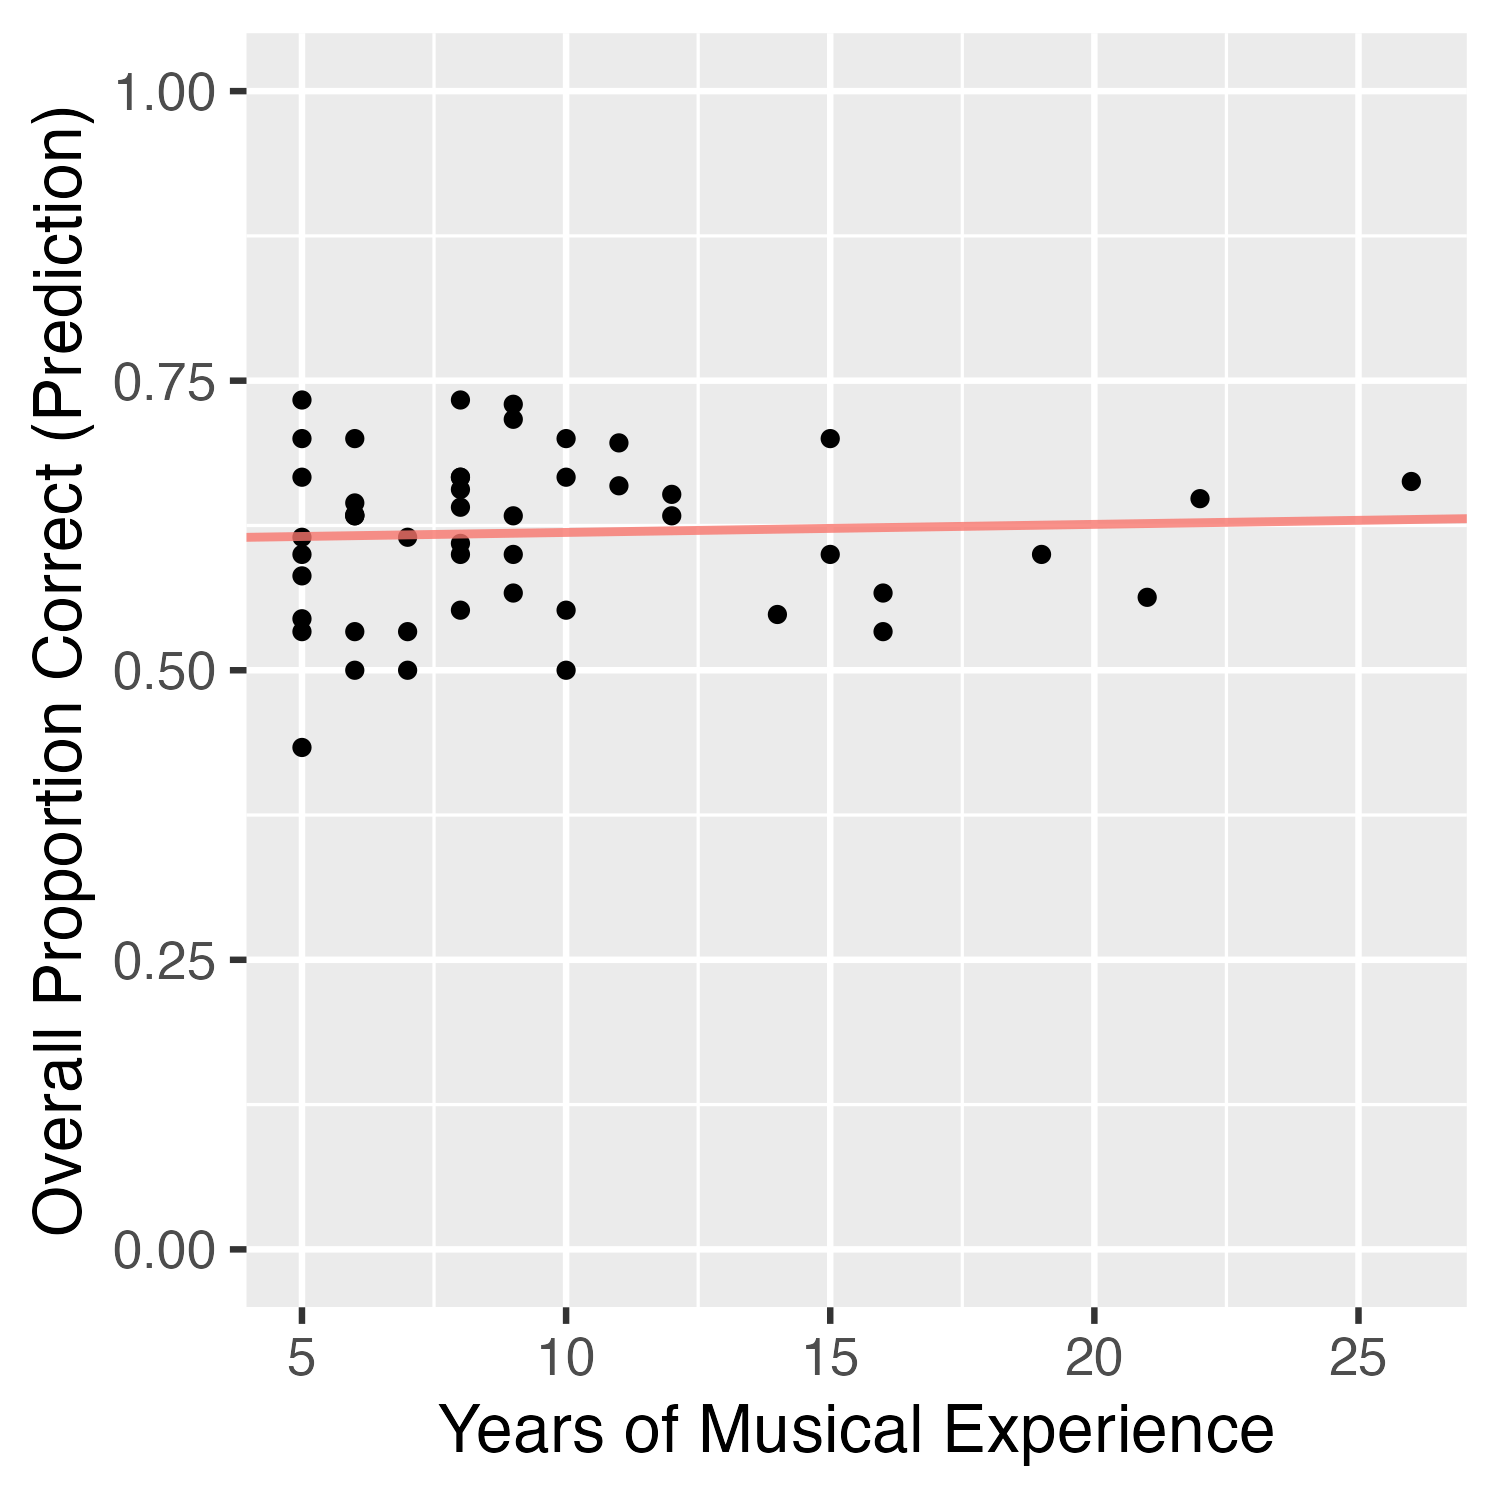 Overall Proportion Correct (Prediction)
1.00
0.75
0.50
0.25
0.00
5 10 15 20 25
Years of Musical Experience